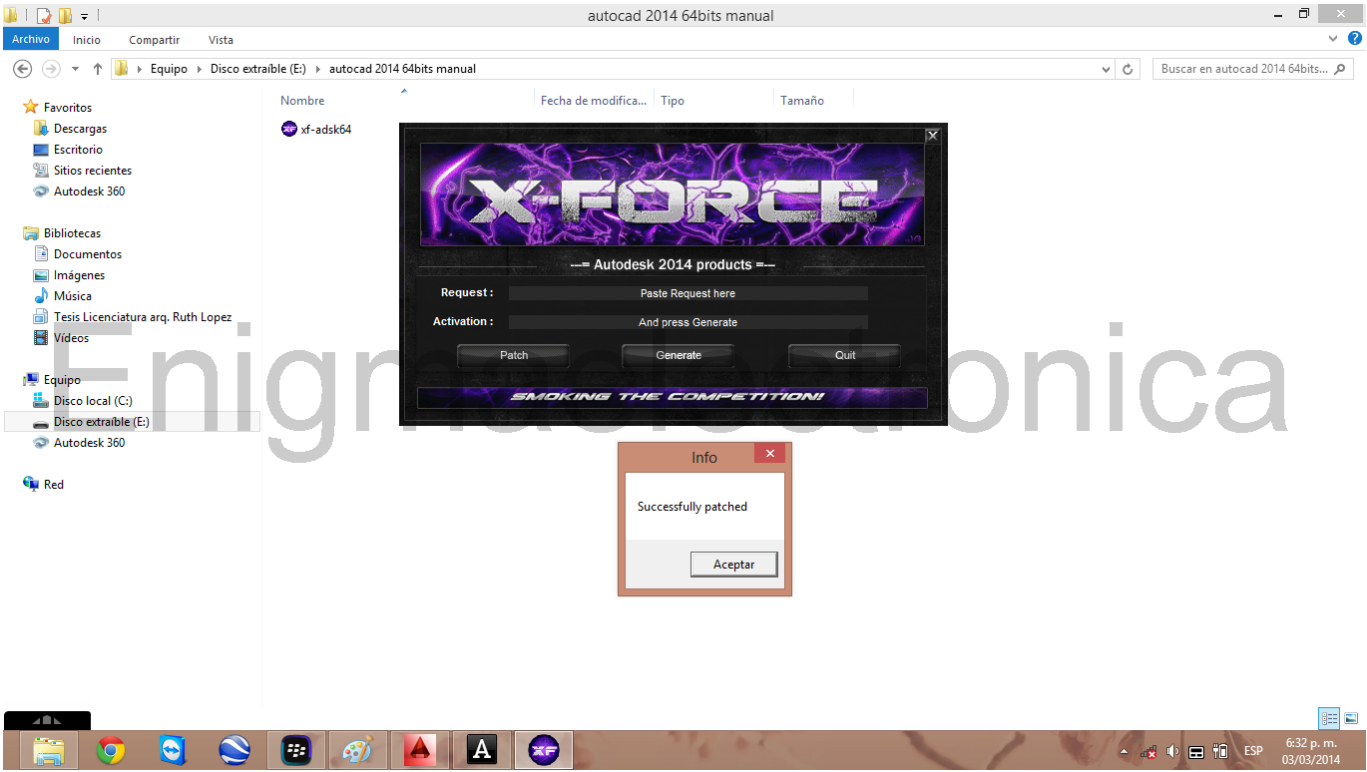 autocad 2014 64bits manual
Archivo Inicio Compartir Vista
Equipo Disco extraíble (E:) autocad 2014 64bits manual
Buscar en autocad 2014 64bits...
Nombre Fecha de modifica... Tipo Tamaño
Favoritos
Descargas
Escritorio
Sitios recientes
Autodesk 360
Bibliotecas
Documentos
Imágenes
Música
Tesis Licenciatura arq. Ruth Lopez
Vídeos
Equipo
Disco local (C:)
Disco extraíble (E:)
Autodesk 360
Red
XF xf-adsk64
X-FORCE
---= Autodesk 2014 products =---
Request : Paste Request here
Activation : And press Generate
Patch Generate Quit
SMOKING THE COMPETITION!
Enigmaelectronica
Info
Successfully patched
Aceptar
A XF
ESP
6:32 p. m.
03/03/2014